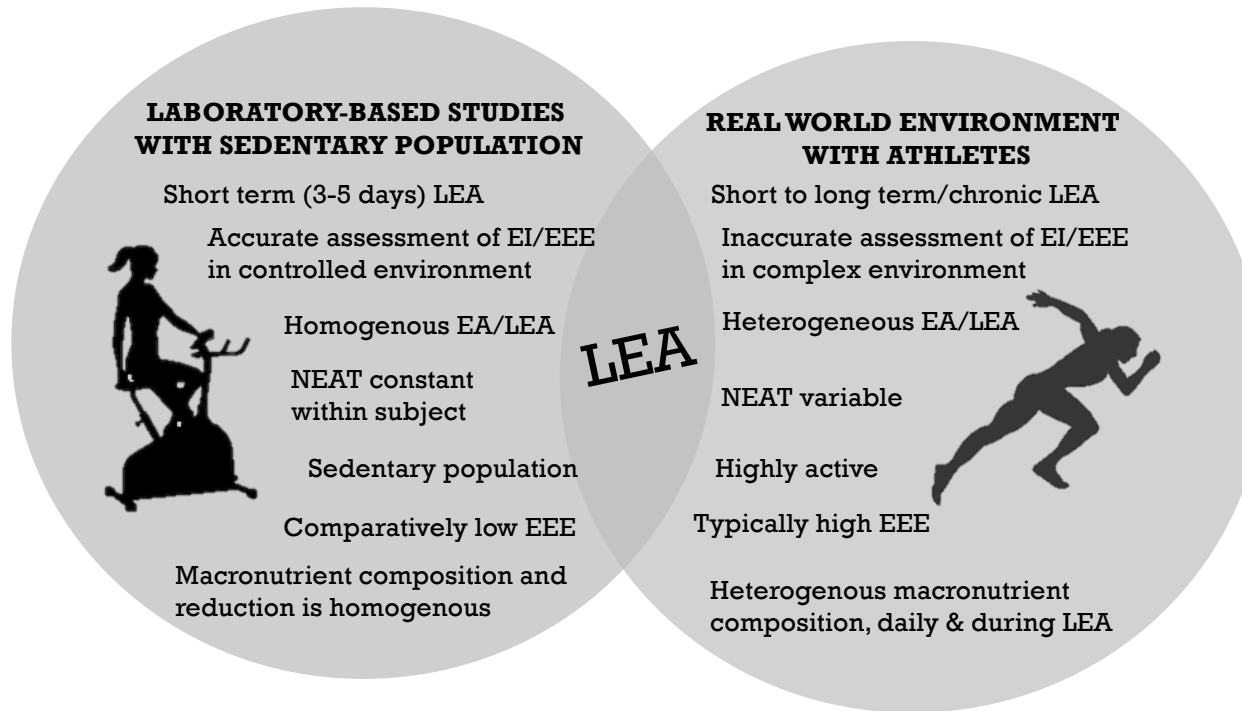 LABORATORY-BASED STUDIES
WITH SEDENTARY POPULATION
Short term (3-5 days) LEA
Accurate assessment of EI/EEE
in controlled environment
Homogenous EA/LEA
NEAT constant
within subject
Sedentary population
Comparatively low EEE
Macronutrient composition and
reduction is homogenous
LEA
REAL WORLD ENVIRONMENT
WITH ATHLETES
Short to long term/chronic LEA
Inaccurate assessment of EI/EEE
in complex environment
Heterogeneous EA/LEA
NEAT variable
Highly active
Typically high EEE
Heterogenous macronutrient
composition, daily & during LEA